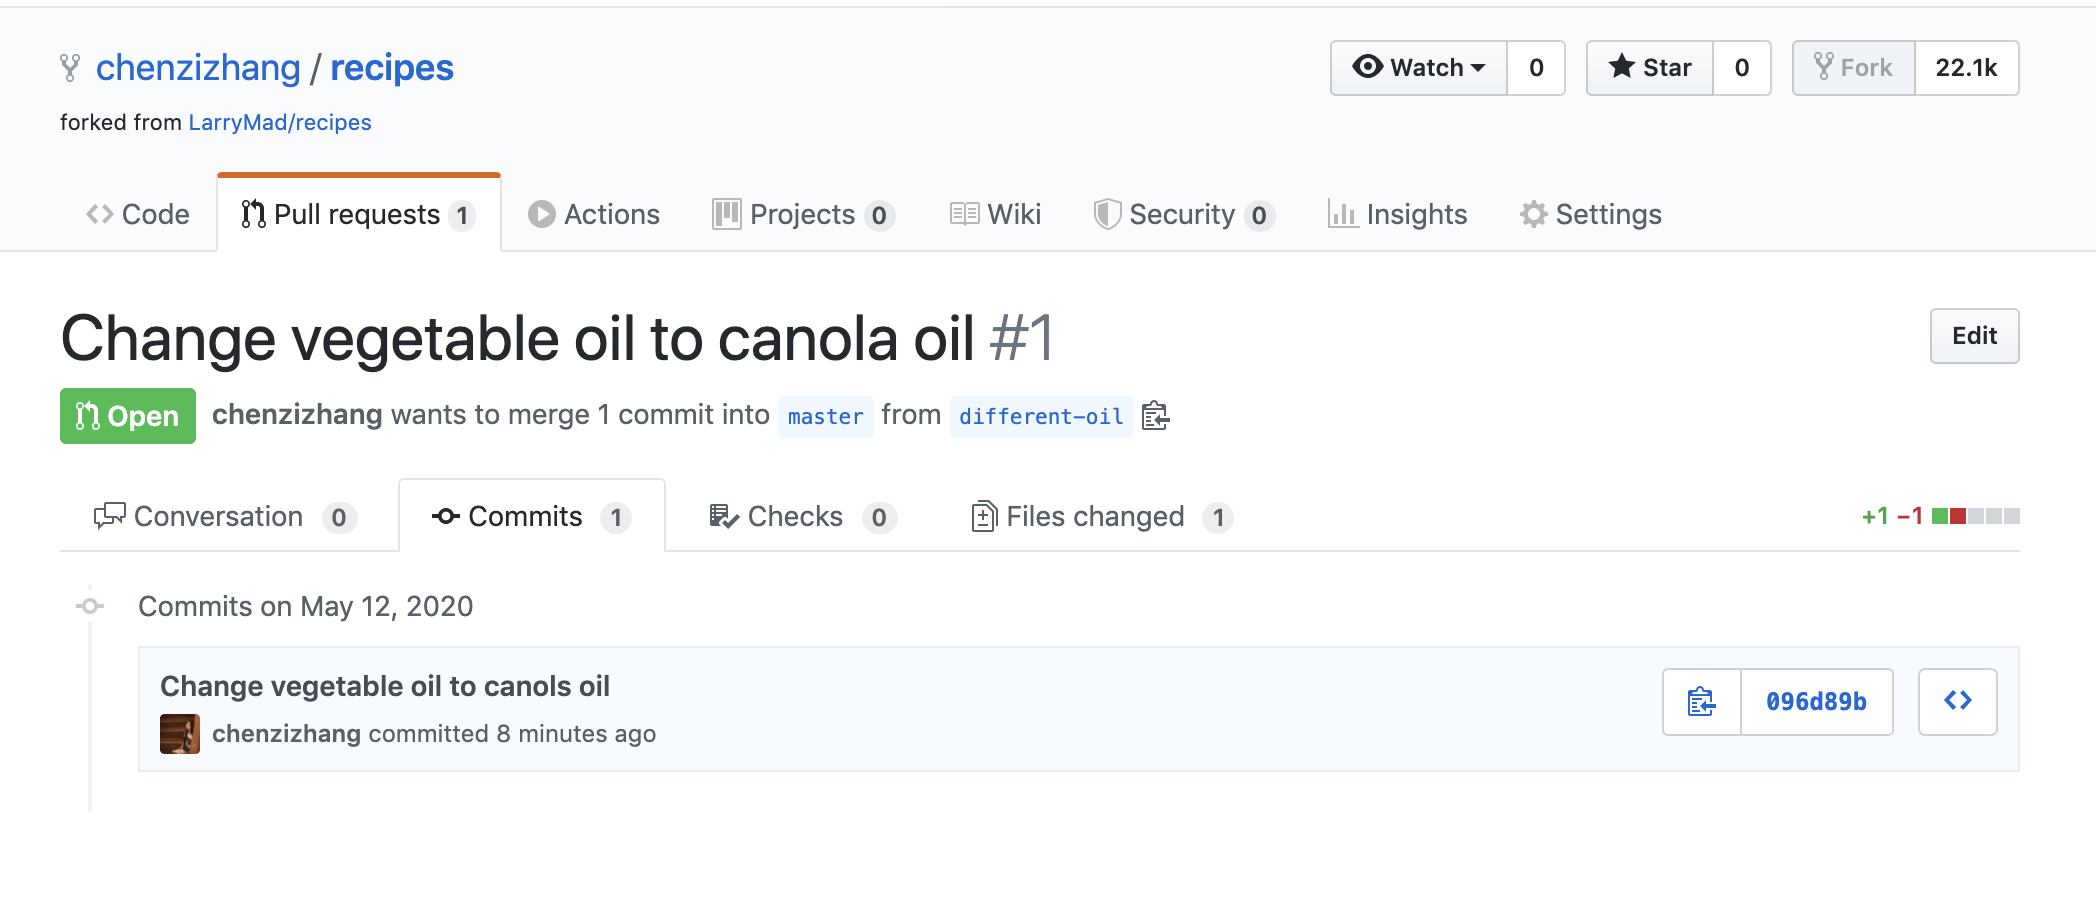 chenzizhang / recipes
Watch 0 Star 0 Fork 22.1k
forked from LarryMad/recipes
Code Pull requests 1 Actions Projects 0 Wiki Security 0 Insights Settings
Change vegetable oil to canola oil #1
Edit
Open chenzizhang wants to merge 1 commit into master from different-oil
Conversation 0 Commits 1 Checks 0 Files changed 1 +1 −1
Commits on May 12, 2020
Change vegetable oil to canols oil
096d89b
chenzizhang committed 8 minutes ago